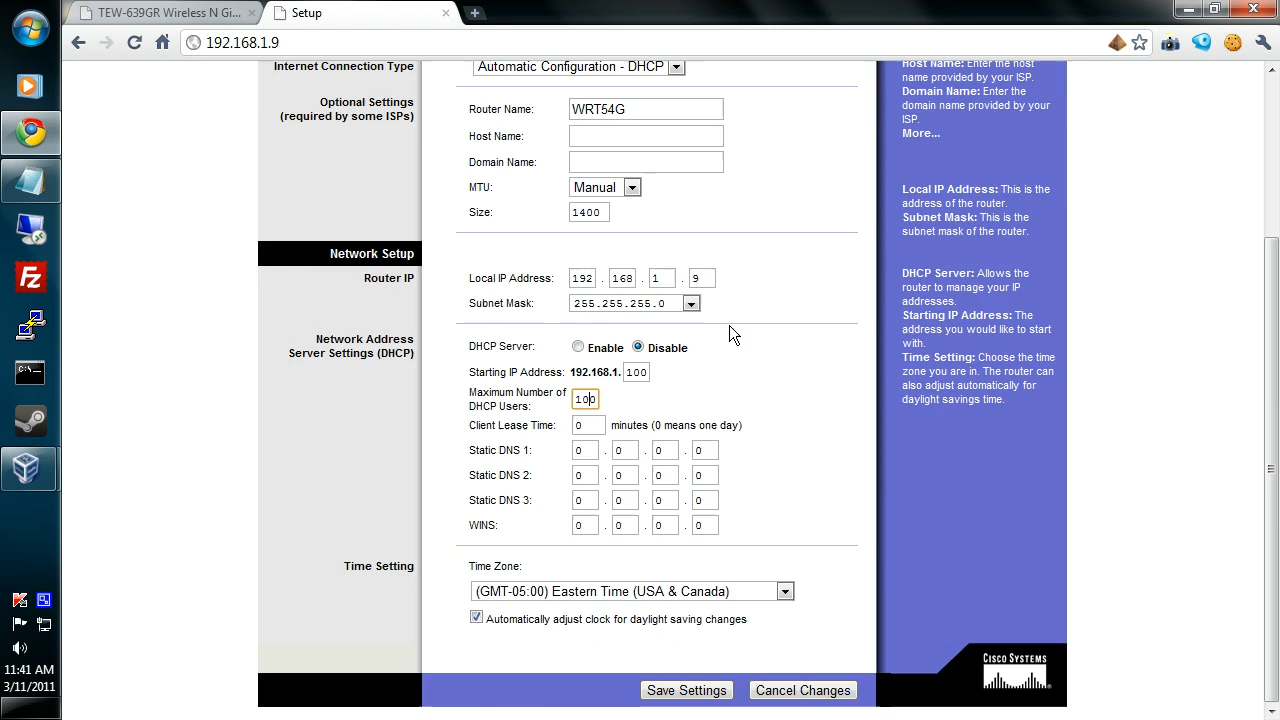 TEW-639GR Wireless N Gi...
Setup
192.168.1.9
Internet Connection Type
Automatic Configuration - DHCP
Optional Settings
(required by some ISPs)
Router Name:
WRT54G
Host Name:
Domain Name:
MTU:
Manual
Size:
1400
Network Setup
Router IP
Local IP Address:
192 . 168 . 1 . 9
Subnet Mask:
255.255.255.0
Network Address
Server Settings (DHCP)
DHCP Server:
Enable
Disable
Starting IP Address: 192.168.1. 100
Maximum Number of
DHCP Users:
100
Client Lease Time:
0
minutes (0 means one day)
Static DNS 1:
0 . 0 . 0 . 0
Static DNS 2:
0 . 0 . 0 . 0
Static DNS 3:
0 . 0 . 0 . 0
WINS:
0 . 0 . 0 . 0
Time Setting
Time Zone:
(GMT-05:00) Eastern Time (USA & Canada)
Automatically adjust clock for daylight saving changes
Save Settings
Cancel Changes
Host Name: Enter the host
name provided by your ISP.
Domain Name: Enter the
domain name provided by your
ISP.
More...
Local IP Address: This is the
address of the router.
Subnet Mask: This is the
subnet mask of the router.
DHCP Server: Allows the
router to manage your IP
addresses.
Starting IP Address: The
address you would like to start
with.
Time Setting: Choose the time
zone you are in. The router can
also adjust automatically for
daylight savings time.
CISCO SYSTEMS
11:41 AM
3/11/2011